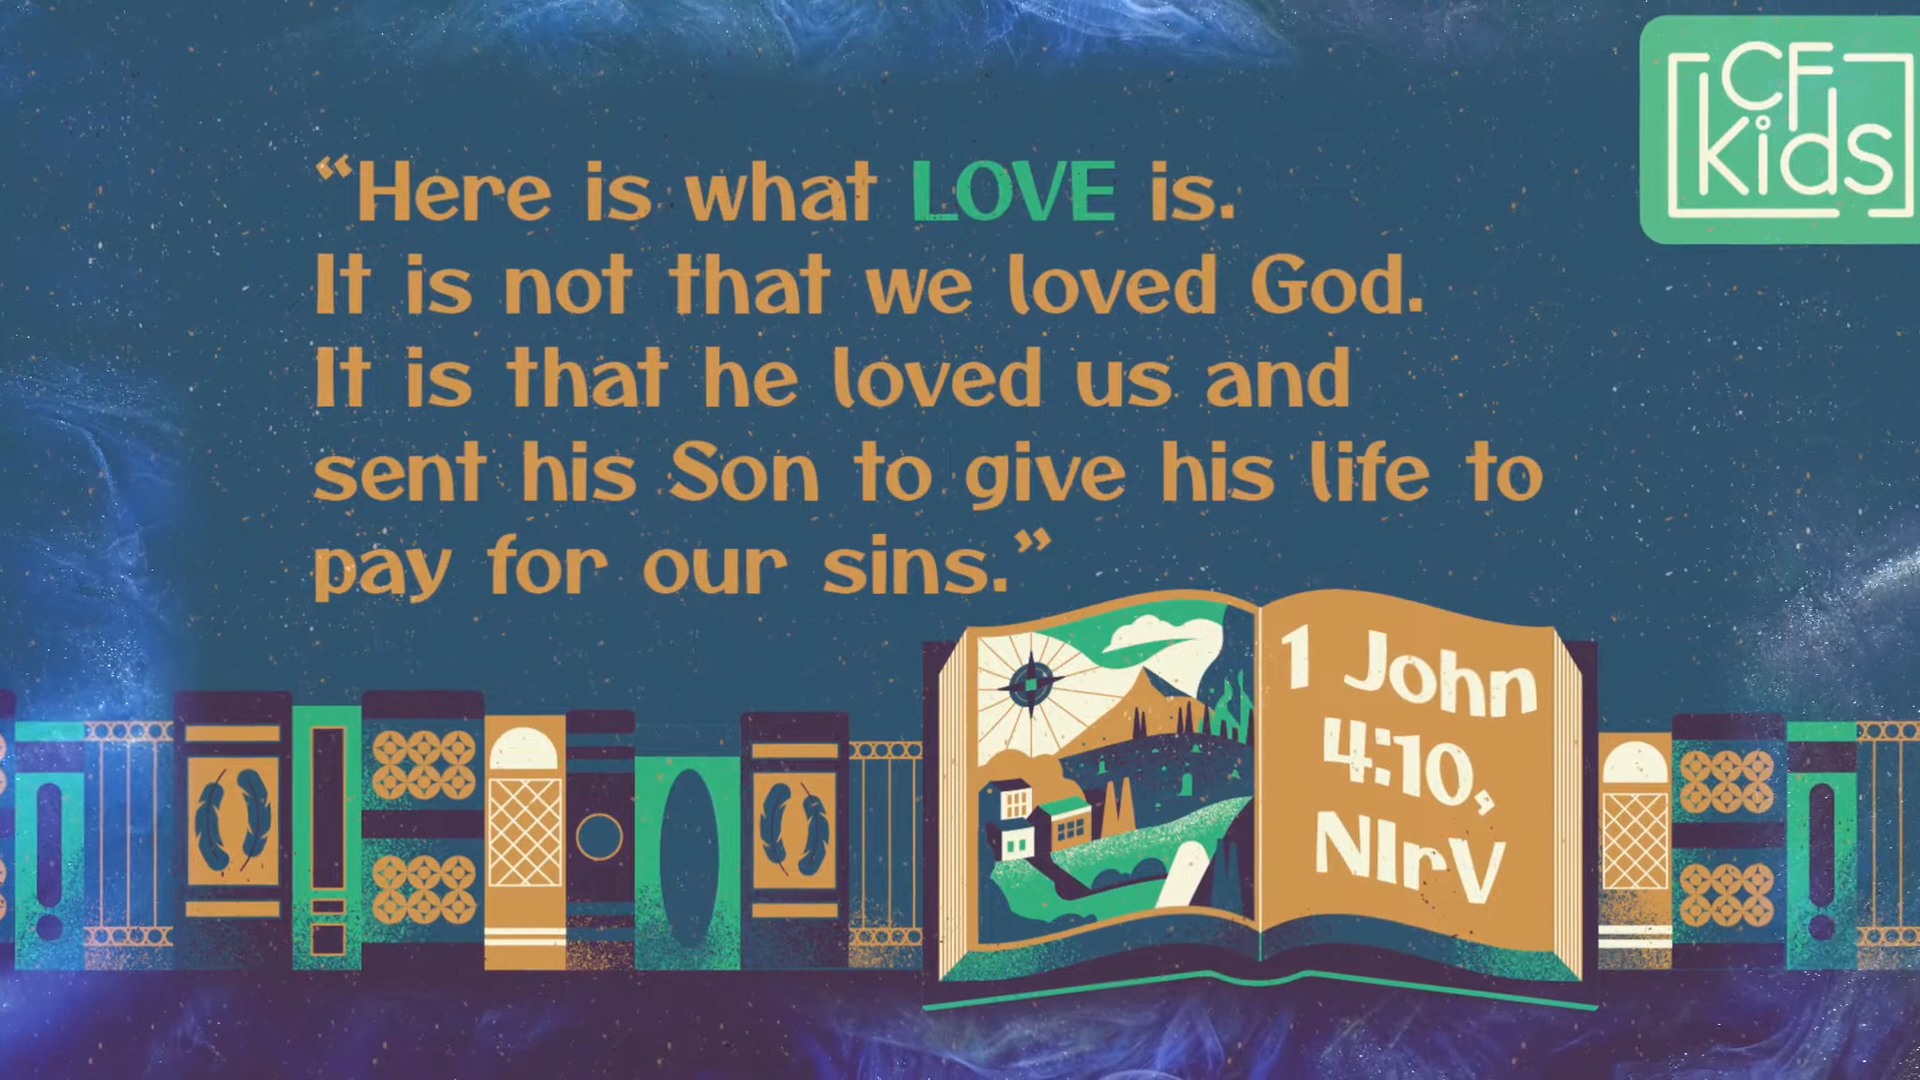 CF
Kids
“Here is what LOVE is.
It is not that we loved God.
It is that he loved us and
sent his Son to give his life to
pay for our sins.”
1 John
4:10,
NIrV